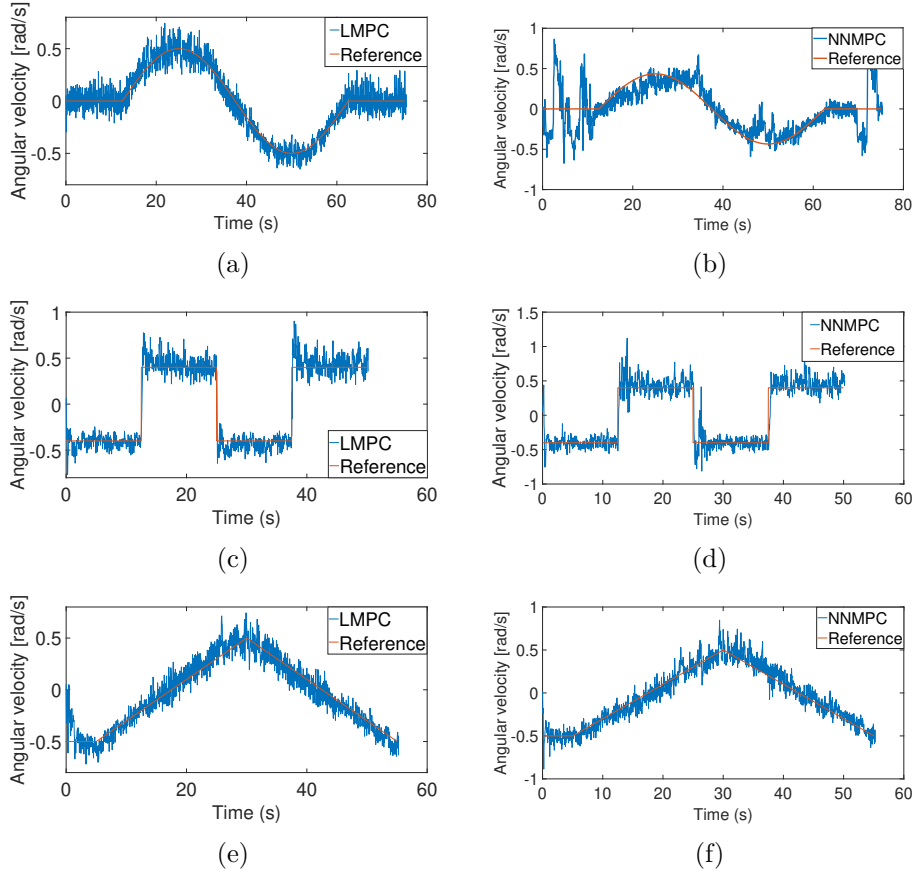 Angular velocity [rad/s]
0.5
0
-0.5
0 20 40 60 80
Time (s)
LMPC
Reference
(a)
Angular velocity [rad/s]
1
0.5
0
-0.5
-1
0 20 40 60 80
Time (s)
NNMPC
Reference
(b)
Angular velocity [rad/s]
1
0.5
0
-0.5
0 20 40 60
Time (s)
LMPC
Reference
(c)
Angular velocity [rad/s]
1.5
1
0.5
0
-0.5
-1
0 10 20 30 40 50 60
Time (s)
NNMPC
Reference
(d)
Angular velocity [rad/s]
0.5
0
-0.5
0 20 40 60
Time (s)
LMPC
Reference
(e)
Angular velocity [rad/s]
1
0.5
0
-0.5
-1
0 10 20 30 40 50 60
Time (s)
NNMPC
Reference
(f)